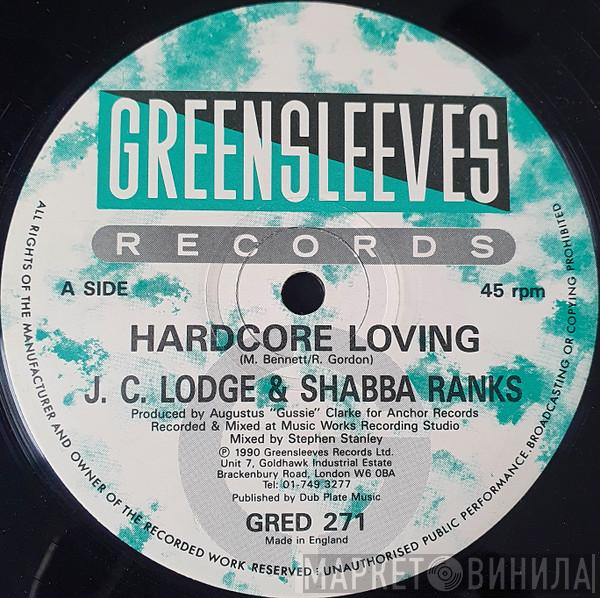 GREENSLEEVES
RECORDS
A SIDE
45 rpm
HARDCORE LOVING
(M. Bennett/R. Gordon)
J. C. LODGE & SHABBA RANKS
Produced by Augustus "Gussie" Clarke for Anchor Records
Recorded & Mixed at Music Works Recording Studio
Mixed by Stephen Stanley
℗ 1990 Greensleeves Records Ltd.
Unit 7, Goldhawk Industrial Estate
Brackenbury Road, London W6 0BA
Tel: 01-749 3277
Published by Dub Plate Music
GRED 271
Made in England
ALL RIGHTS OF THE MANUFACTURER AND OWNER OF THE RECORDED WORK RESERVED: UNAUTHORISED PUBLIC PERFORMANCE.BROADCASTING OR COPYING PROHIBITED
МАРКЕТ ВИНИЛА